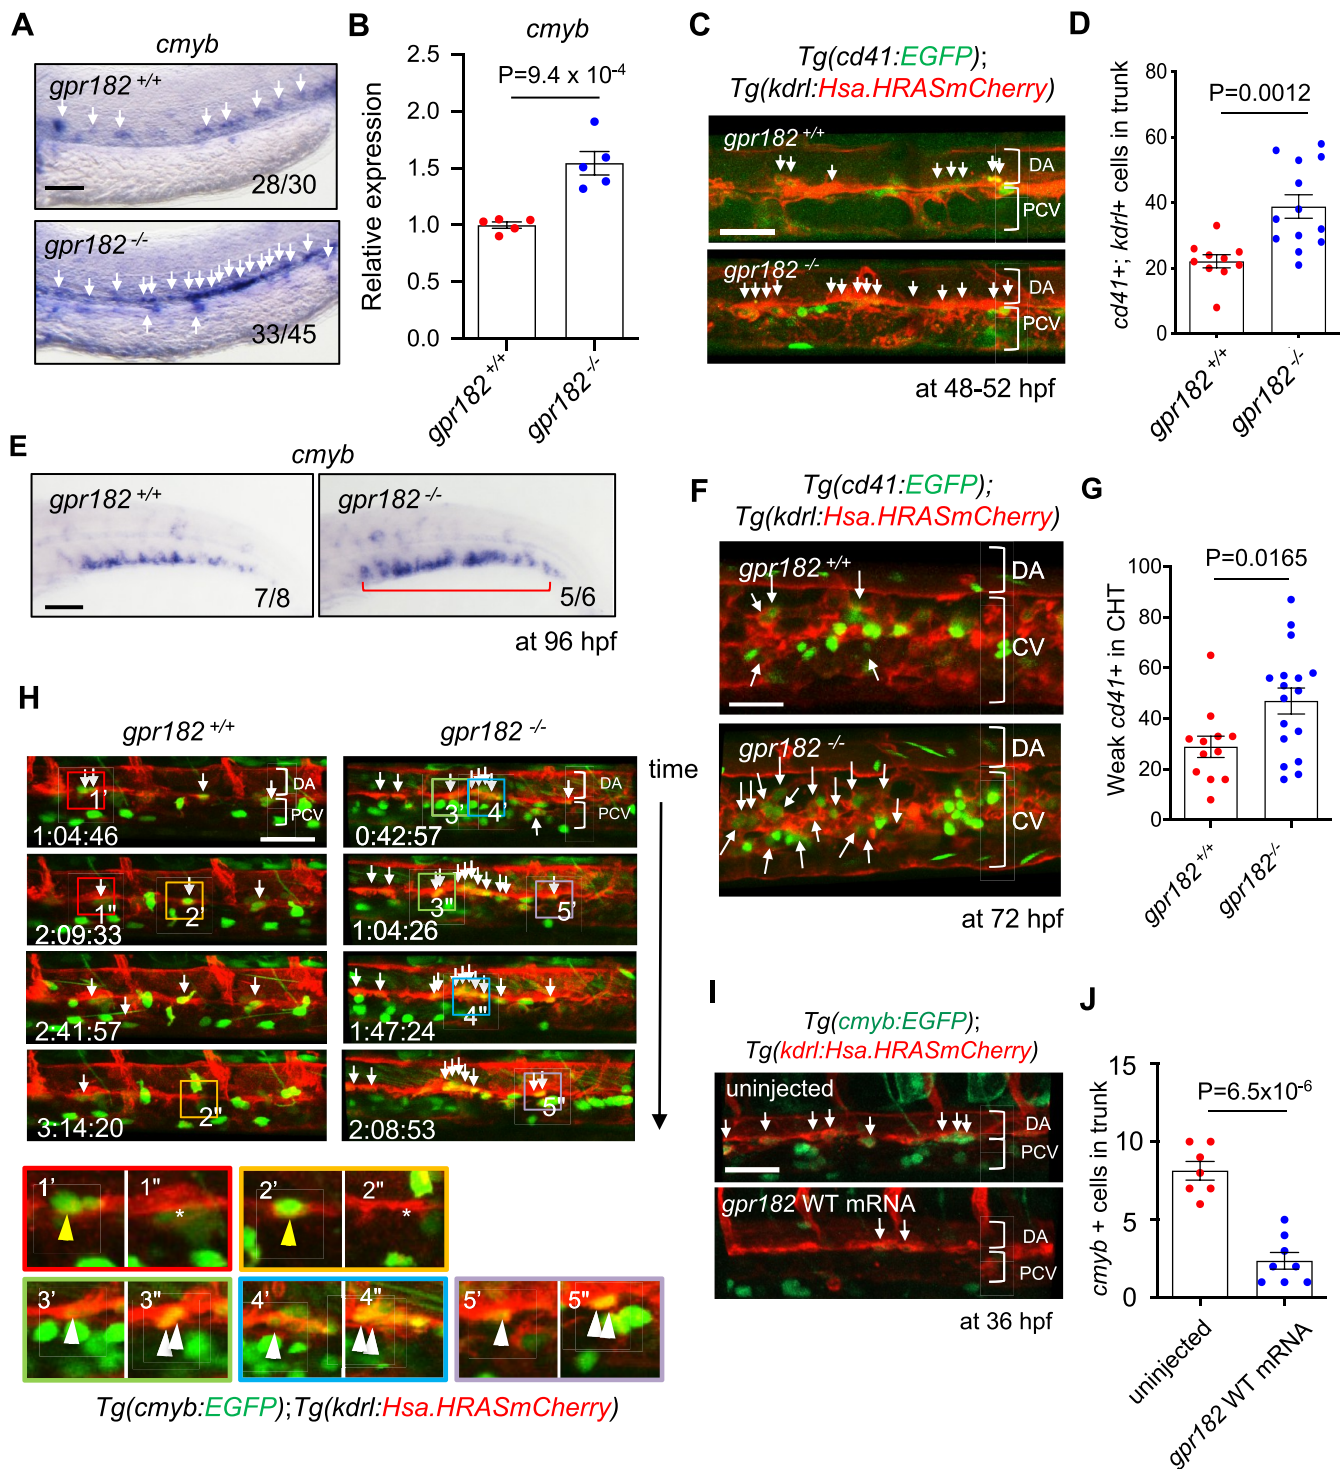 A
cmyb
gpr182 +/+
28/30
gpr182 -/-
33/45
B
cmyb
P=9.4 x 10-4
Relative expression
2.5
2.0
1.5
1.0
0.5
0.0
gpr182 +/+
gpr182 -/-
C
Tg(cd41:EGFP);
Tg(kdrl:Hsa.HRASmCherry)
gpr182 +/+
DA
PCV
gpr182 -/-
DA
PCV
at 48-52 hpf
D
P=0.0012
cd41+; kdrl+ cells in trunk
80
60
40
20
0
gpr182 +/+
gpr182 -/-
E
cmyb
gpr182 +/+
7/8
gpr182 -/-
5/6
at 96 hpf
F
Tg(cd41:EGFP);
Tg(kdrl:Hsa.HRASmCherry)
gpr182 +/+
DA
CV
gpr182 -/-
DA
CV
at 72 hpf
G
P=0.0165
Weak cd41+ in CHT
100
80
60
40
20
0
gpr182 +/+
gpr182 -/-
H
gpr182 +/+
gpr182 -/-
time
1'
DA
PCV
1:04:46
3'
4'
DA
PCV
0:42:57
1"
2'
2:09:33
3"
5'
1:04:26
2:41:57
4"
1:47:24
2"
3:14:20
5"
2:08:53
1'
1"
*
2'
2"
*
3'
3"
4'
4"
5'
5"
Tg(cmyb:EGFP);Tg(kdrl:Hsa.HRASmCherry)
I
Tg(cmyb:EGFP);
Tg(kdrl:Hsa.HRASmCherry)
uninjected
DA
PCV
gpr182 WT mRNA
DA
PCV
at 36 hpf
J
P=6.5x10-6
cmyb + cells in trunk
15
10
5
0
uninjected
gpr182 WT mRNA